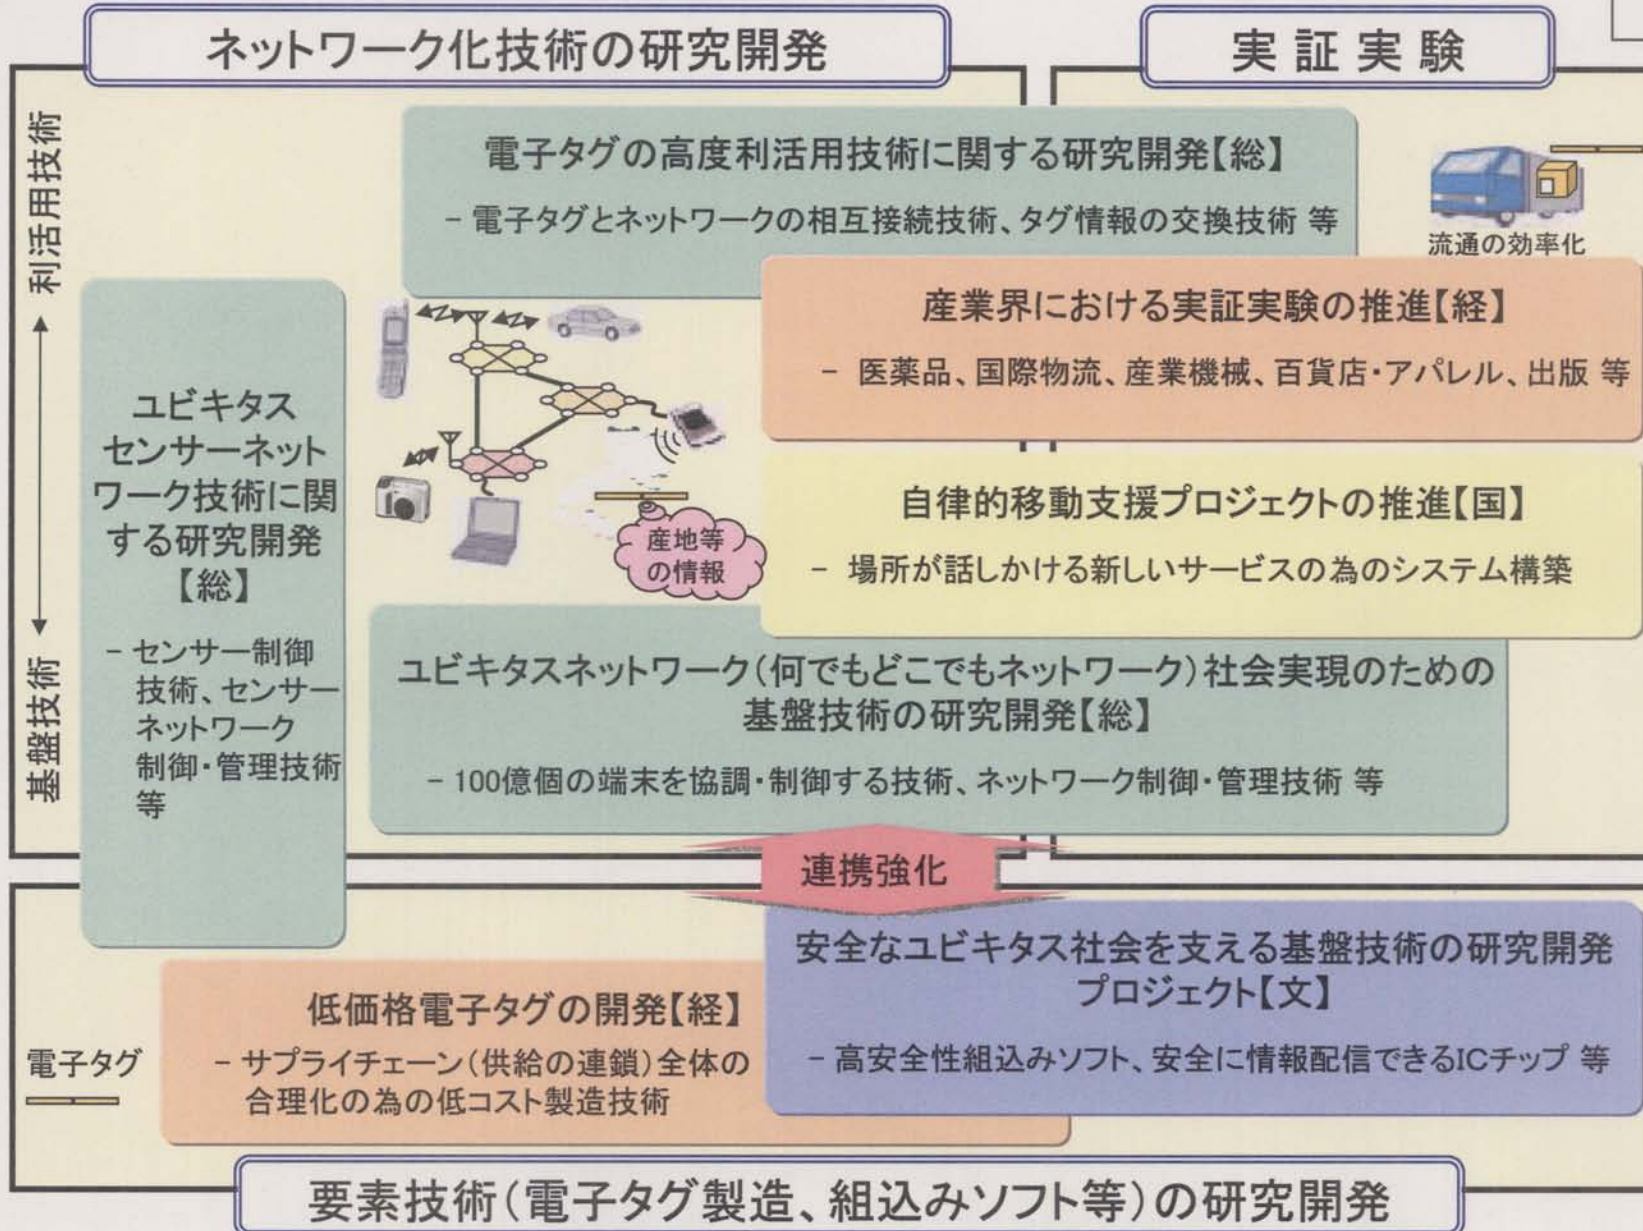 ネットワーク化技術の研究開発
実証実験
利活用技術
基盤技術
電子タグの高度利活用技術に関する研究開発【総】
- 電子タグとネットワークの相互接続技術、タグ情報の交換技術 等
流通の効率化
産業界における実証実験の推進【経】
- 医薬品、国際物流、産業機械、百貨店・アパレル、出版 等
ユビキタス
センサーネット
ワーク技術に関
する研究開発
【総】
- センサー制御
技術、センサー
ネットワーク
制御・管理技術
等
産地等
の情報
自律的移動支援プロジェクトの推進【国】
- 場所が話しかける新しいサービスの為のシステム構築
ユビキタスネットワーク(何でもどこでもネットワーク)社会実現のための
基盤技術の研究開発【総】
- 100億個の端末を協調・制御する技術、ネットワーク制御・管理技術 等
連携強化
安全なユビキタス社会を支える基盤技術の研究開発
プロジェクト【文】
- 高安全性組込みソフト、安全に情報配信できるICチップ 等
低価格電子タグの開発【経】
- サプライチェーン(供給の連鎖)全体の
合理化の為の低コスト製造技術
電子タグ
要素技術(電子タグ製造、組込みソフト等)の研究開発